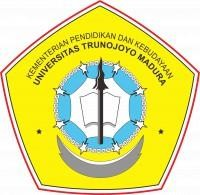 KEMENTERIAN PENDIDIKAN DAN KEBUDAYAAN
UNIVERSITAS TRUNOJOYO MADURA